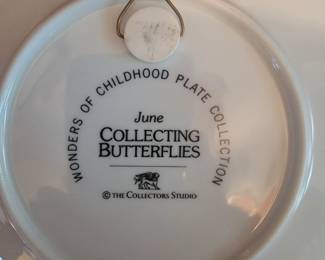 WONDERS OF CHILDHOOD PLATE COLLECTION
June
COLLECTING
BUTTERFLIES
© THE COLLECTORS STUDIO